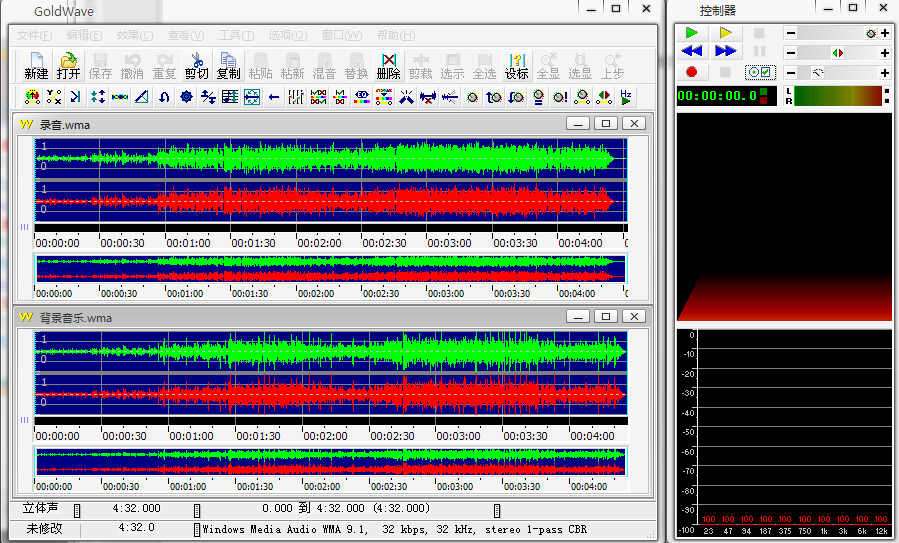 GoldWave
文件(F) 编辑(E) 效果(C) 查看(V) 工具(T) 选项(O) 窗口(W) 帮助(H)
新建 打开 保存 撤消 重复 剪切 复制 粘贴 粘新 混音 替换 删除 剪裁 选示 全选 设标 全显 选显 上步
录音.wma
1
0
1
0
00:00:00 00:00:30 00:01:00 00:01:30 00:02:00 00:02:30 00:03:00 00:03:30 00:04:00
00:00:00 00:00:30 00:01:00 00:01:30 00:02:00 00:02:30 00:03:00 00:03:30 00:04:00
背景音乐.wma
1
0
1
0
00:00:00 00:00:30 00:01:00 00:01:30 00:02:00 00:02:30 00:03:00 00:03:30 00:04:00
00:00:00 00:00:30 00:01:00 00:01:30 00:02:00 00:02:30 00:03:00 00:03:30 00:04:00
立体声 4:32.000 0.000 到 4:32.000 (4:32.000)
未修改 4:32.0 Windows Media Audio WMA 9.1, 32 kbps, 32 kHz, stereo 1-pass CBR
控制器
00:00:00.0 L
R
0
-10
-20
-30
-40
-50
-60
-70
-80
-90
-100
100 100 100 100 100 100 100 100 100 100
23 47 94 187 375 750 1k 3k 6k 12k